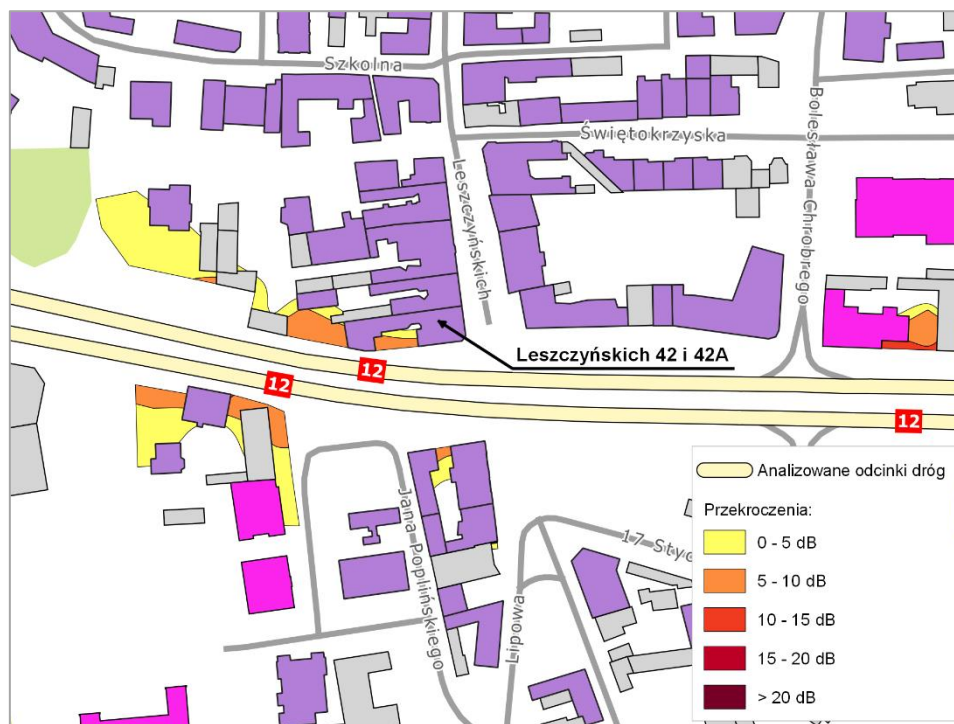 Szkolna
Świętokrzyska
Leszczyńskich
Bolesława Chrobrego
Leszczyńskich 42 i 42A
12
12
12
Jana Poplińskiego
Lipowa
17 Styc
Analizowane odcinki dróg
Przekroczenia:
0 - 5 dB
5 - 10 dB
10 - 15 dB
15 - 20 dB
> 20 dB